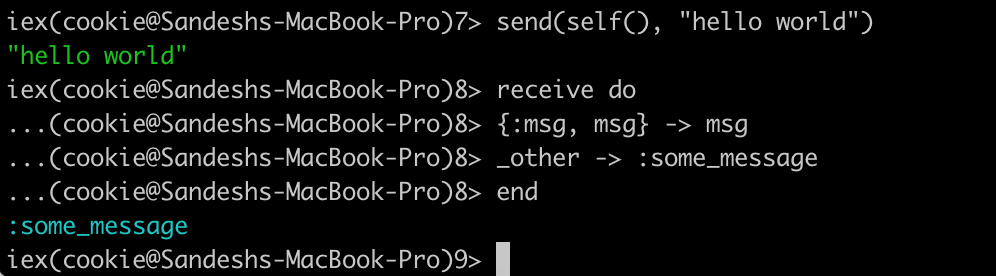 iex(cookie@Sandeshs-MacBook-Pro)7> send(self(), "hello world")
"hello world"
iex(cookie@Sandeshs-MacBook-Pro)8> receive do
...(cookie@Sandeshs-MacBook-Pro)8> {:msg, msg} -> msg
...(cookie@Sandeshs-MacBook-Pro)8> _other -> :some_message
...(cookie@Sandeshs-MacBook-Pro)8> end
:some_message
iex(cookie@Sandeshs-MacBook-Pro)9>